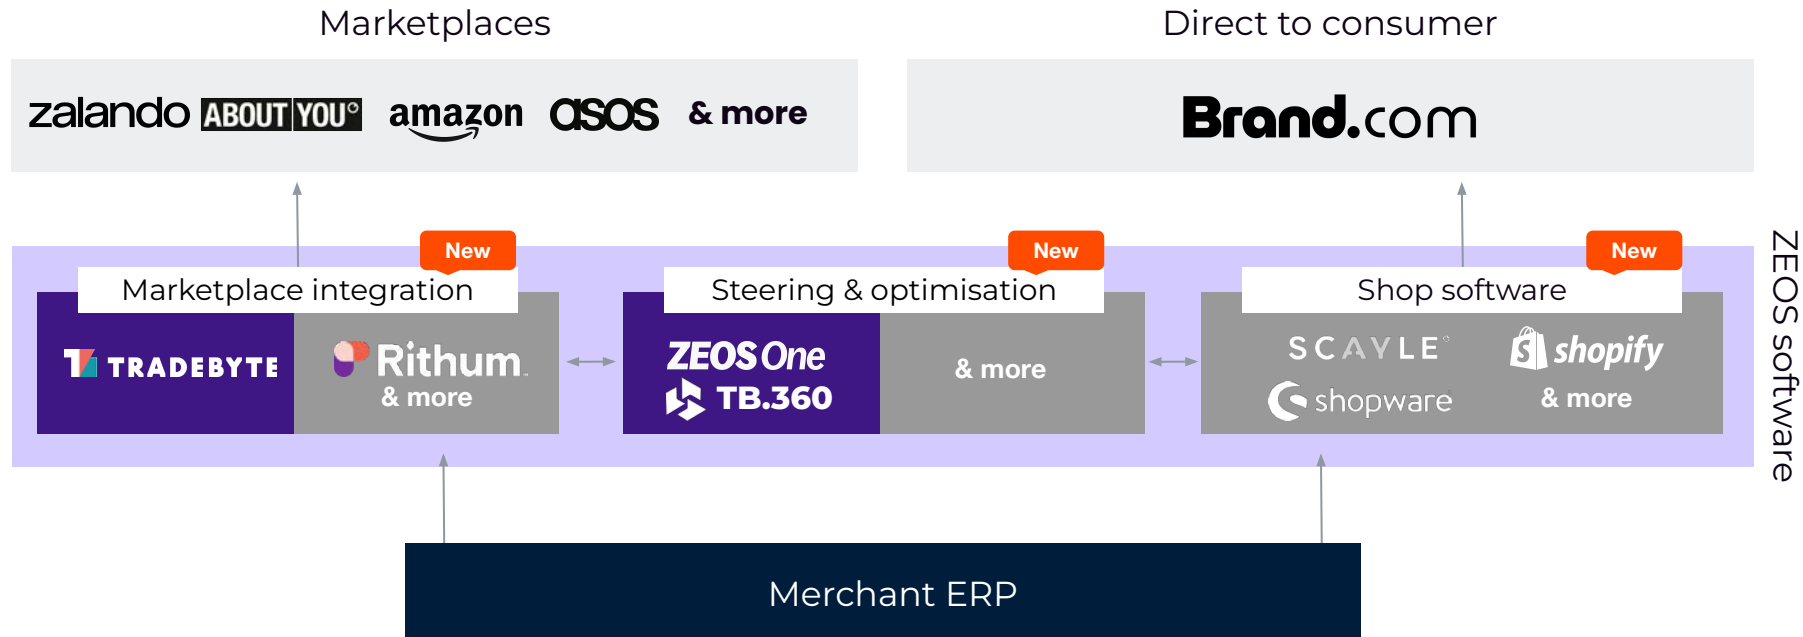 Marketplaces
Direct to consumer
zalando ABOUT YOU amazon asos & more
Brand.com
New
New
New
Marketplace integration
Steering & optimisation
Shop software
TRADEBYTE
Rithum
& more
ZEOS One
TB.360
& more
SCAYLE
shopify
shopware
& more
ZEOS software
Merchant ERP